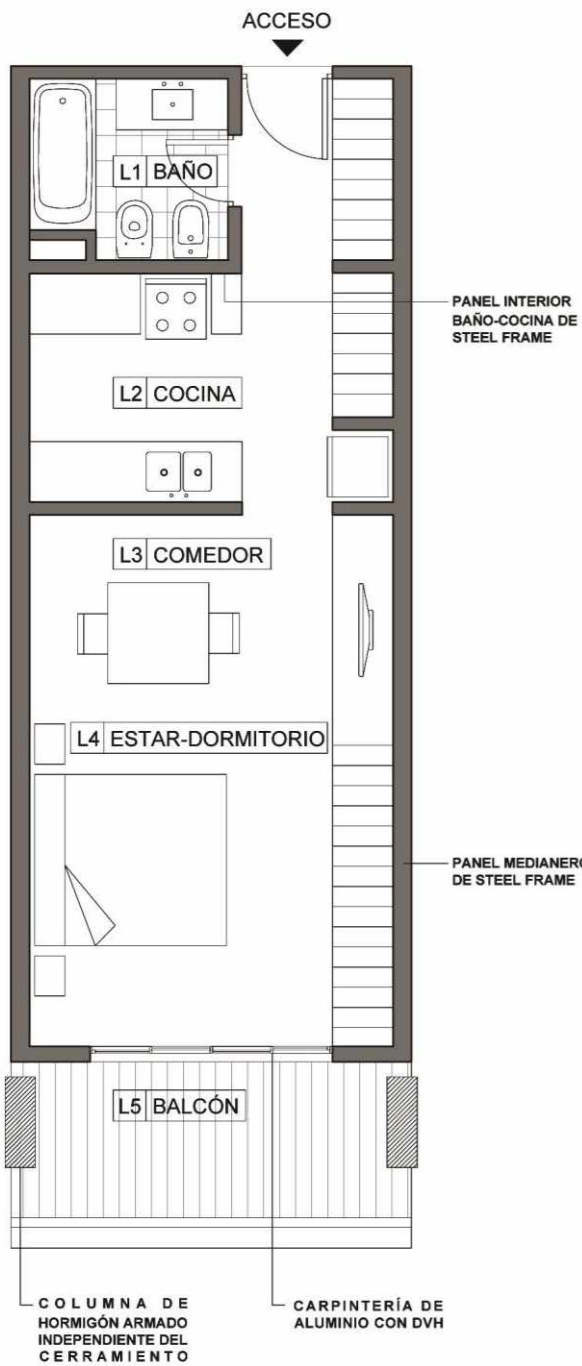 ACCESO
L1 BAÑO
PANEL INTERIOR
BAÑO-COCINA DE
STEEL FRAME
L2 COCINA
L3 COMEDOR
L4 ESTAR-DORMITORIO
PANEL MEDIANERO
DE STEEL FRAME
L5 BALCÓN
COLUMNA DE
HORMIGÓN ARMADO
INDEPENDIENTE DEL
CERRAMIENTO
CARPINTERÍA DE
ALUMINIO CON DVH